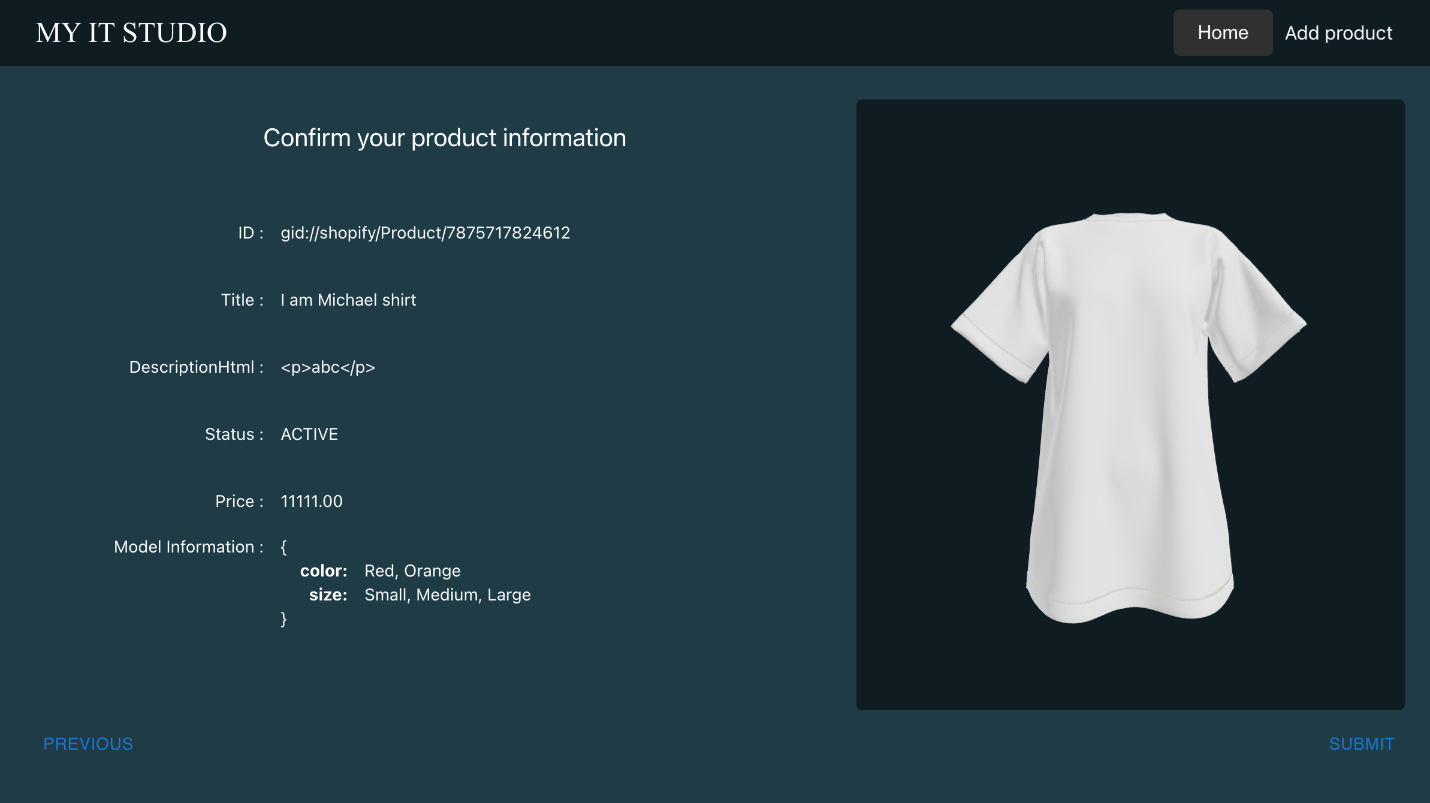 MY IT STUDIO
Home
Add product
Confirm your product information
ID : gid://shopify/Product/7875717824612
Title : I am Michael shirt
DescriptionHtml : <p>abc</p>
Status : ACTIVE
Price : 11111.00
Model Information : {
color: Red, Orange
size: Small, Medium, Large
}
PREVIOUS
SUBMIT